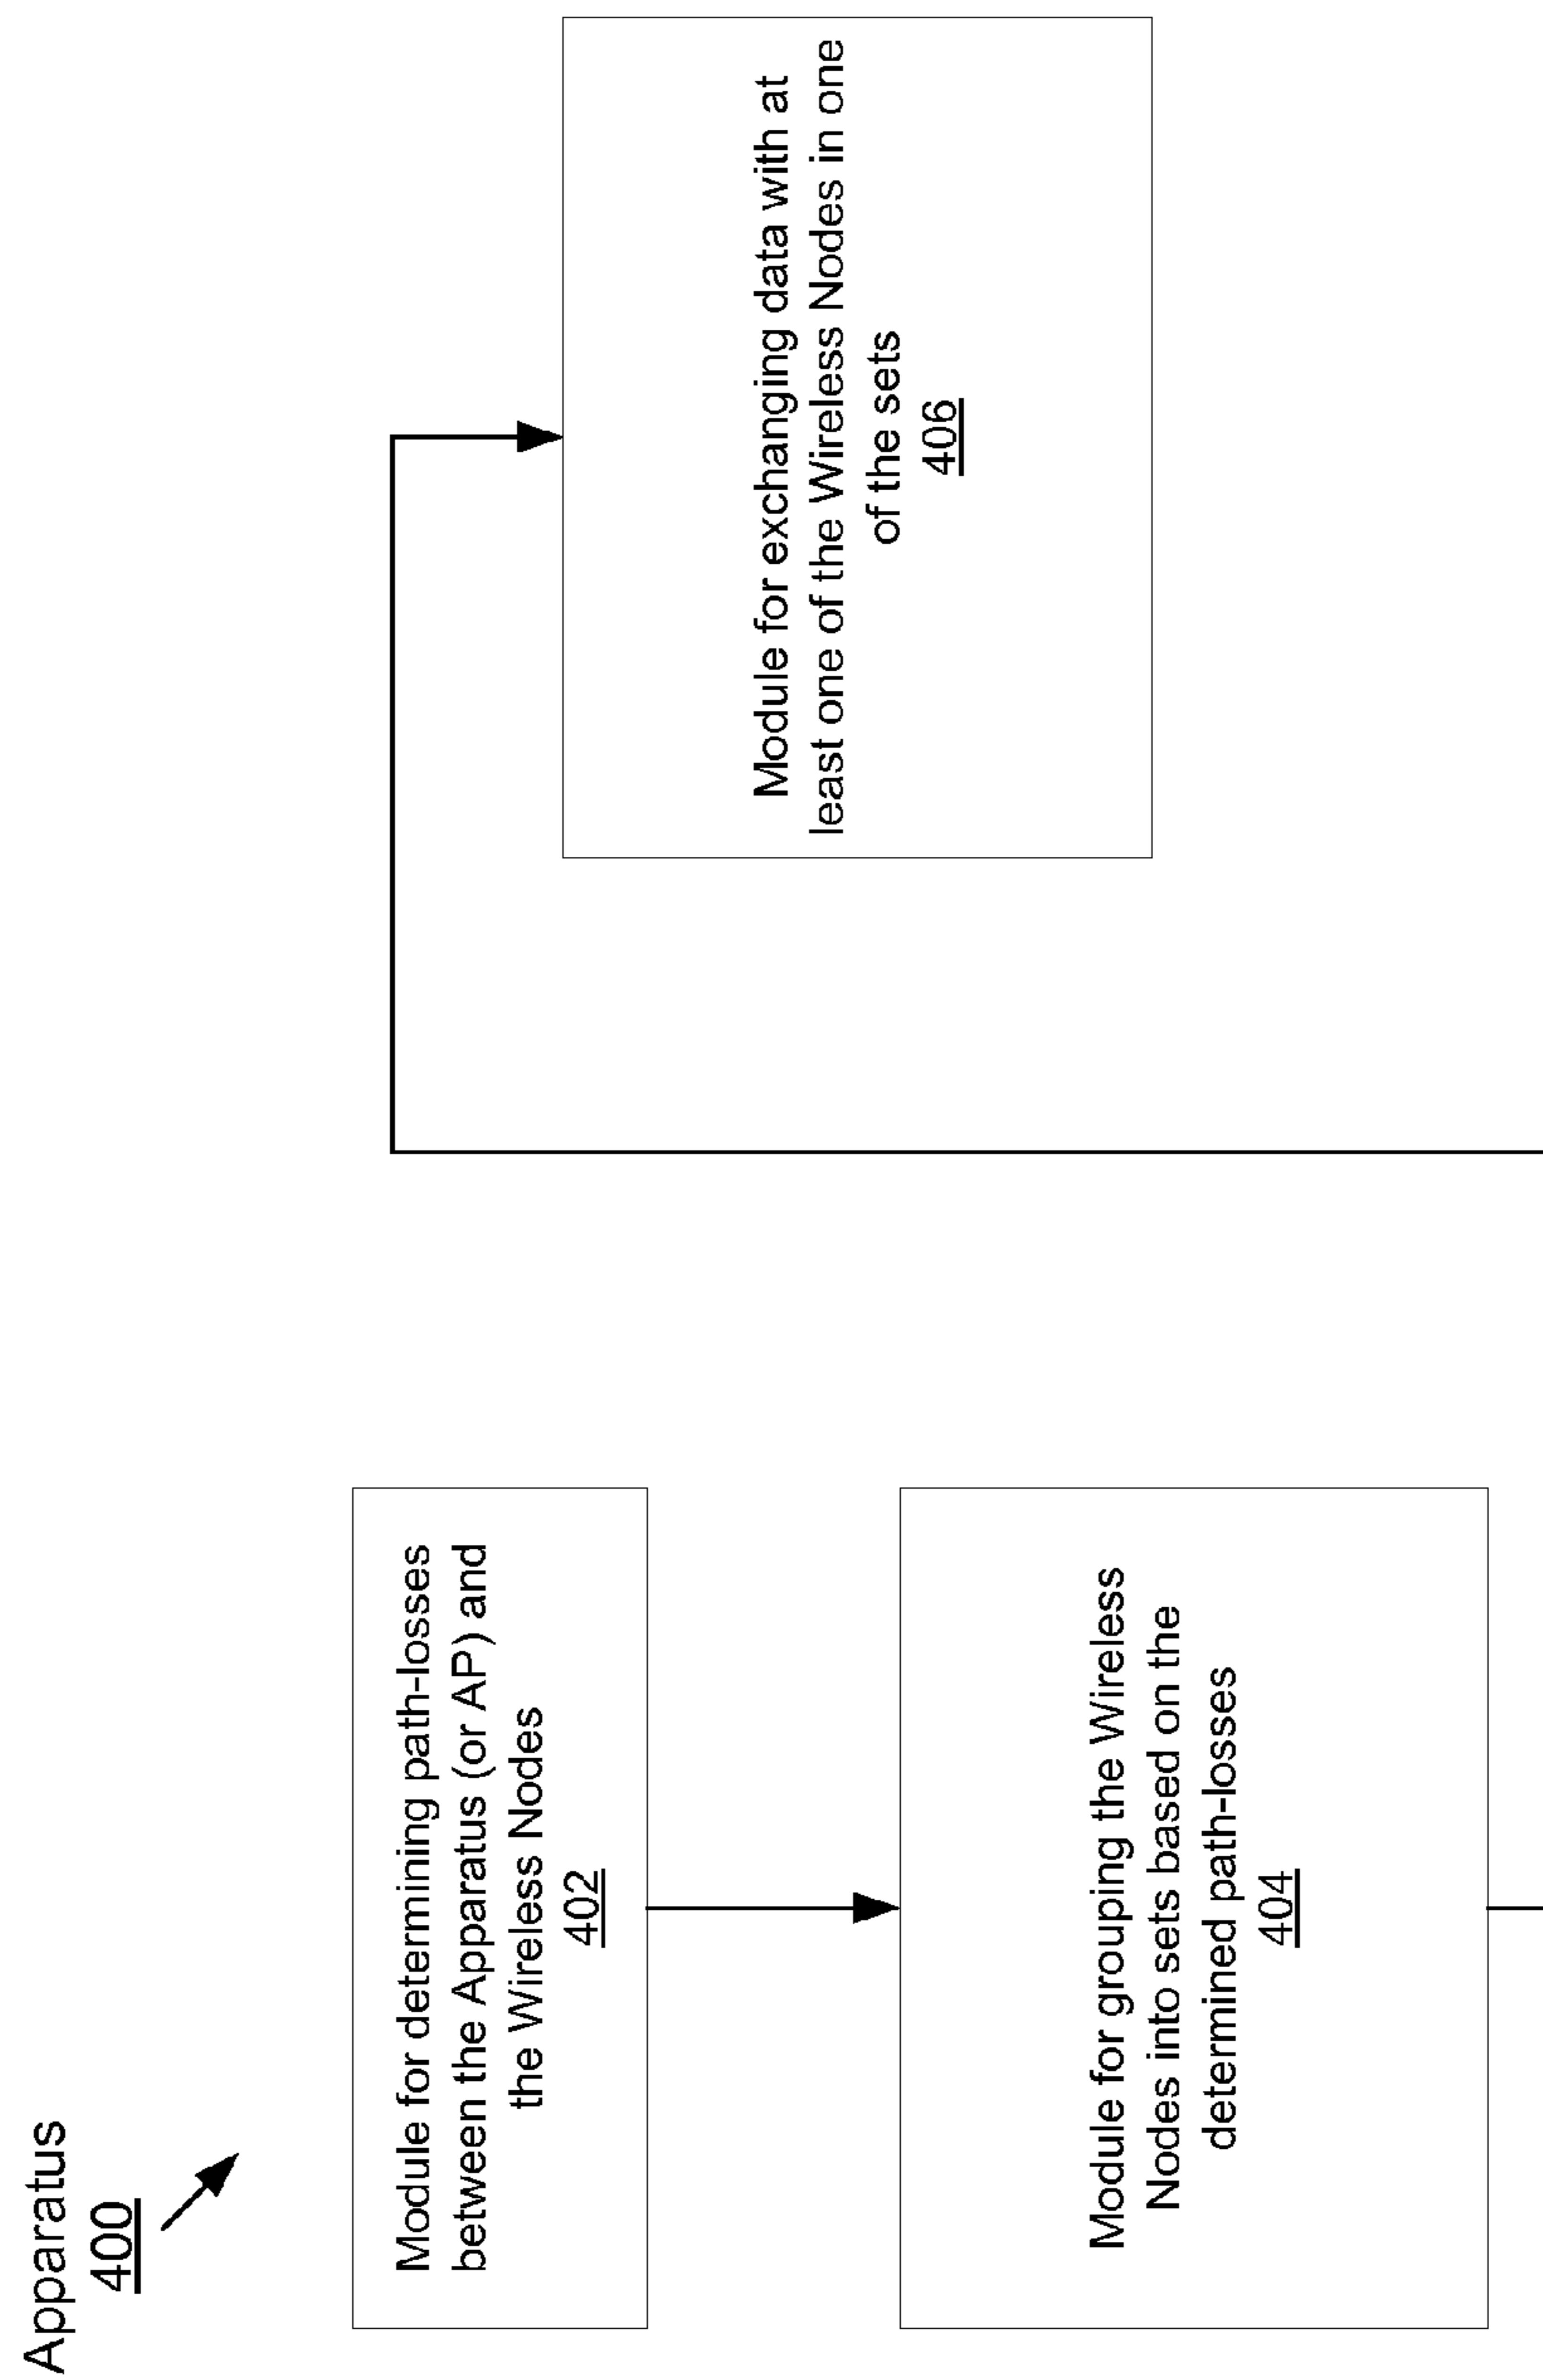 Apparatus
400
Module for determining path-losses
between the Apparatus (or AP) and
the Wireless Nodes
402
Module for grouping the Wireless
Nodes into sets based on the
determined path-losses
404
Module for exchanging data with at
least one of the Wireless Nodes in one
of the sets
406